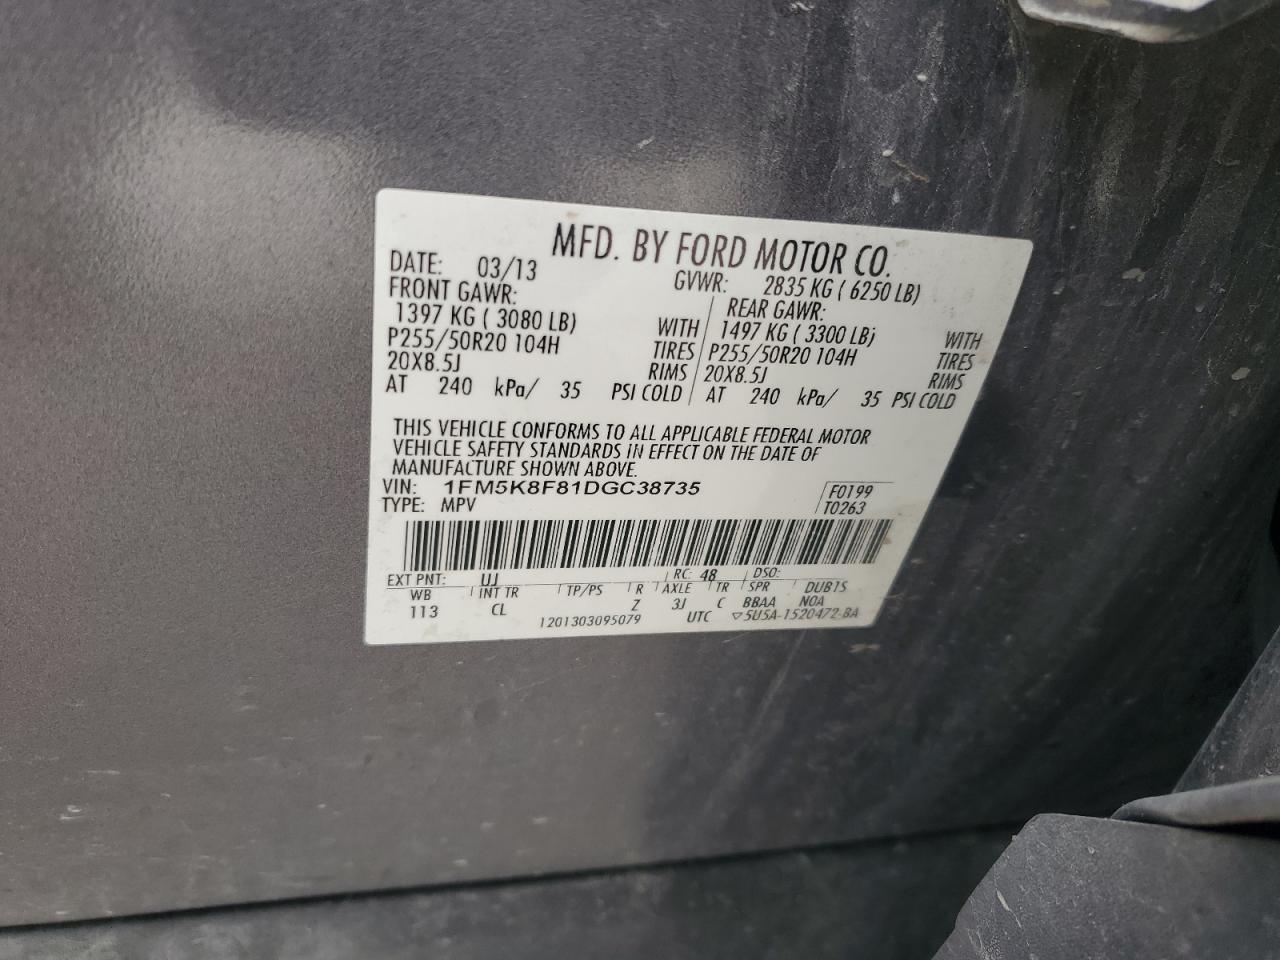 MFD. BY FORD MOTOR CO.
DATE: 03/13 GVWR: 2835 KG ( 6250 LB)
FRONT GAWR: REAR GAWR:
1397 KG ( 3080 LB) WITH 1497 KG ( 3300 LB) WITH
P255/50R20 104H TIRES P255/50R20 104H TIRES
20X8.5J RIMS 20X8.5J RIMS
AT 240 kPa/ 35 PSI COLD AT 240 kPa/ 35 PSI COLD
THIS VEHICLE CONFORMS TO ALL APPLICABLE FEDERAL MOTOR
VEHICLE SAFETY STANDARDS IN EFFECT ON THE DATE OF
MANUFACTURE SHOWN ABOVE.
VIN: 1FM5K8F81DGC38735 F0199
TYPE: MPV T0263
EXT PNT: UJ RC: 48 DSO:
WB INT TR TP/PS R AXLE TR SPR DUB1S
113 CL Z 3J C BBAA NOA
1201303095079 UTC ▽5U5A-1520472-BA